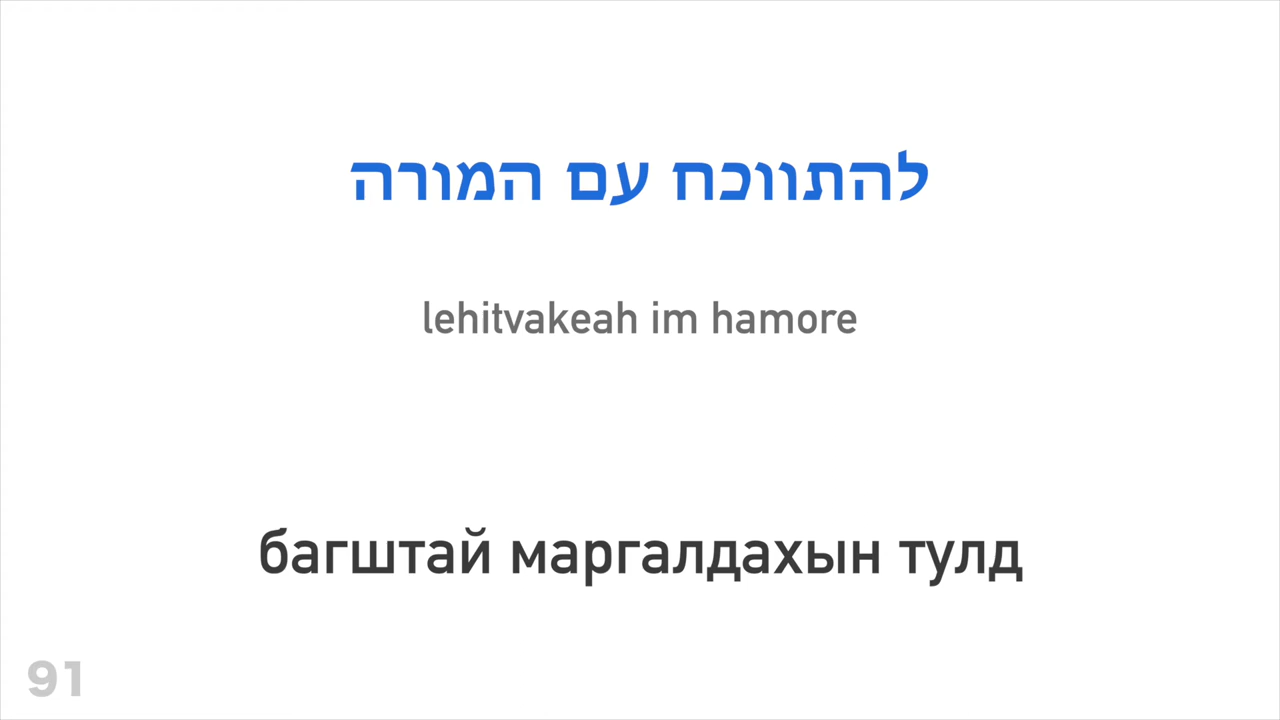 להתווכח עם המורה
lehitvakeah im hamore
багштай маргалдахын тулд
91